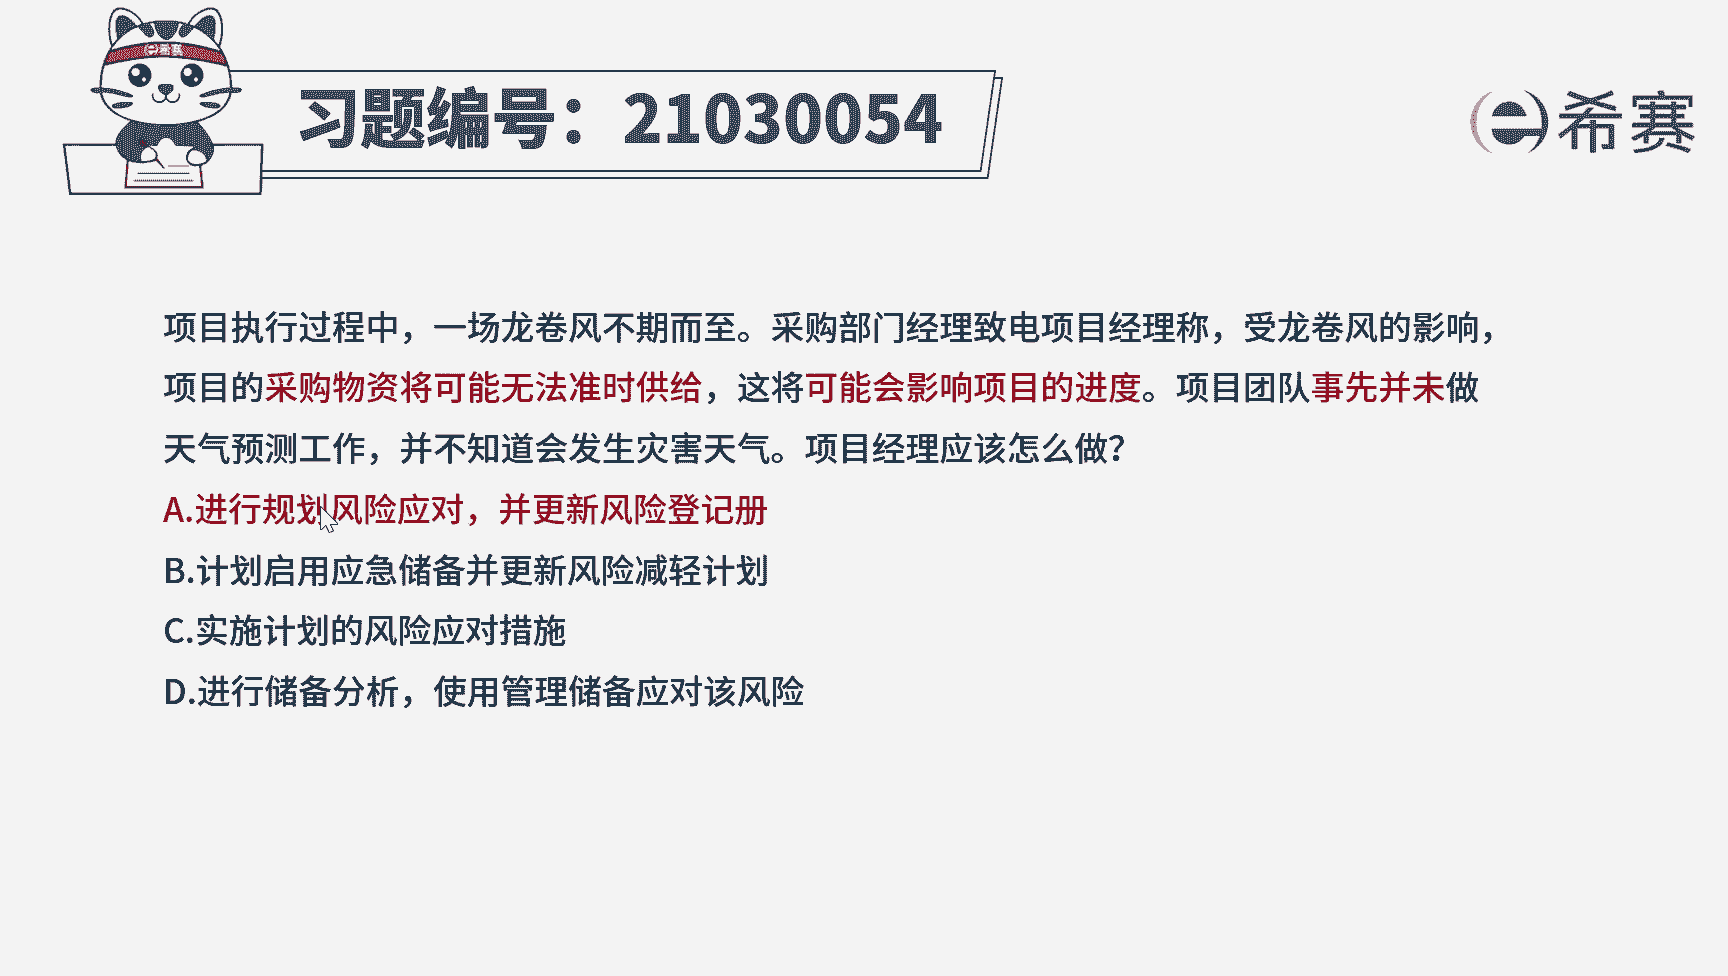 希赛
习题编号：21030054
希赛
项目执行过程中，一场龙卷风不期而至。采购部门经理致电项目经理称，受龙卷风的影响，
项目的采购物资将可能无法准时供给，这将可能会影响项目的进度。项目团队事先并未做
天气预测工作，并不知道会发生灾害天气。项目经理应该怎么做？
A.进行规划风险应对，并更新风险登记册
B.计划启用应急储备并更新风险减轻计划
C.实施计划的风险应对措施
D.进行储备分析，使用管理储备应对该风险